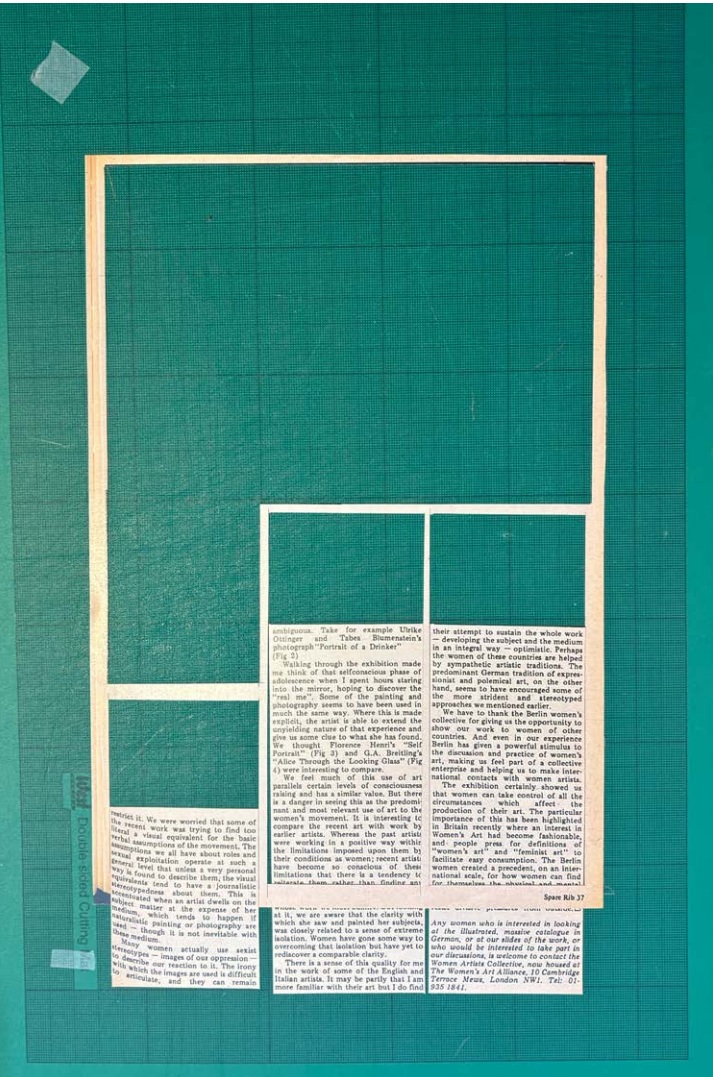 restrict it. We were worried that some of
the recent work was trying to find too
literal a visual equivalent for the basic
verbal assumptions of the movement. The
assumptions we all have about roles and
sexual exploitation operate at such a
general level that unless a very personal
way is found to describe them, the visual
equivalents tend to have a journalistic
stereotypedness about them. This is
accentuated when an artist dwells on the
subject matter at the expense of her
medium, which tends to happen if
naturalistic painting or photography are
used — though it is not inevitable with
these medium.
Many women actually use sexist
stereotypes — images of our oppression —
to describe our reaction to it. The irony
with which the images are used is difficult
to articulate, and they can remain
ambiguous. Take for example Ulrike
Ottinger and Tabea Blumenstein's
photograph "Portrait of a Drinker"
(Fig 2)
Walking through the exhibition made
me think of that selfconscious phase of
adolescence when I spent hours staring
into the mirror, hoping to discover the
"real me". Some of the painting and
photography seems to have been used in
much the same way. Where this is made
explicit, the artist is able to extend the
unyielding nature of that experience and
give us some clue to what she has found.
We thought Florence Henri's "Self
Portrait" (Fig 3) and G.A. Breitling's
"Alice Through the Looking Glass" (Fig
4) were interesting to compare.
We feel much of this use of art
parallels certain levels of consciousness
raising and has a similar value. But there
is a danger in seeing this as the predomi-
nant and most relevant use of art to the
women's movement. It is interesting to
compare the recent art with work by
earlier artists. Whereas the past artists
were working in a positive way within
the limitations imposed upon them by
their conditions as women; recent artists
have become so conscious of these
limitations that there is a tendency to
reiterate them rather than finding any
at it, we are aware that the clarity with
which she saw and painted her subjects,
was closely related to a sense of extreme
isolation. Women have gone some way to
overcoming that isolation but have yet to
rediscover a comparable clarity.
There is a sense of this quality for me
in the work of some of the English and
Italian artists. It may be partly that I am
more familiar with their art but I do find
their attempt to sustain the whole work
— developing the subject and the medium
in an integral way — optimistic. Perhaps
the women of these countries are helped
by sympathetic artistic traditions. The
predominant German tradition of expres-
sionist and polemical art, on the other
hand, seems to have encouraged some of
the more strident and stereotyped
approaches we mentioned earlier.
We have to thank the Berlin women's
collective for giving us the opportunity to
show our work to women of other
countries. And even in our experience
Berlin has given a powerful stimulus to
the discussion and practice of women's
art, making us feel part of a collective
enterprise and helping us to make inter-
national contacts with women artists.
The exhibition certainly showed us
that women can take control of all the
circumstances which affect the
production of their art. The particular
importance of this has been highlighted
in Britain recently where an interest in
Women's Art had become fashionable,
and people press for definitions of
"women's art" and "feminist art" to
facilitate easy consumption. The Berlin
women created a precedent, on an inter-
national scale, for how women can find
for themselves the physical and mental
Spare Rib 37
Any woman who is interested in looking
at the illustrated, massive catalogue in
German, or at our slides of the work, or
who would be interested to take part in
our discussions, is welcome to contact the
Women Artists Collective, now housed at
The Women's Art Alliance, 10 Cambridge
Terrace Mews, London NW1. Tel: 01-
935 1841.
Double Sided Cutting